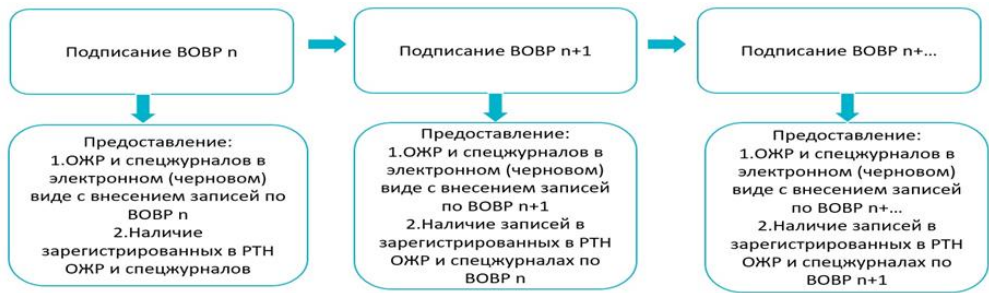 Подписание ВОВР n
Подписание ВОВР n+1
Подписание ВОВР n+...
Предоставление:
1.ОЖР и спецжурналов в
электронном (черновом)
виде с внесением записей по
ВОВР n
2.Наличие
зарегистрированных в РТН
ОЖР и спецжурналов
Предоставление:
1.ОЖР и спецжурналов в
электронном (черновом)
виде с внесением записей
по ВОВР n+1
2.Наличие записей в
зарегистрированных в РТН
ОЖР и спецжурналах по
ВОВР n
Предоставление:
1.ОЖР и спецжурналов в
электронном (черновом)
виде с внесением записей
по ВОВР n+...
2.Наличие записей в
зарегистрированных в РТН
ОЖР и спецжурналах по
ВОВР n+1